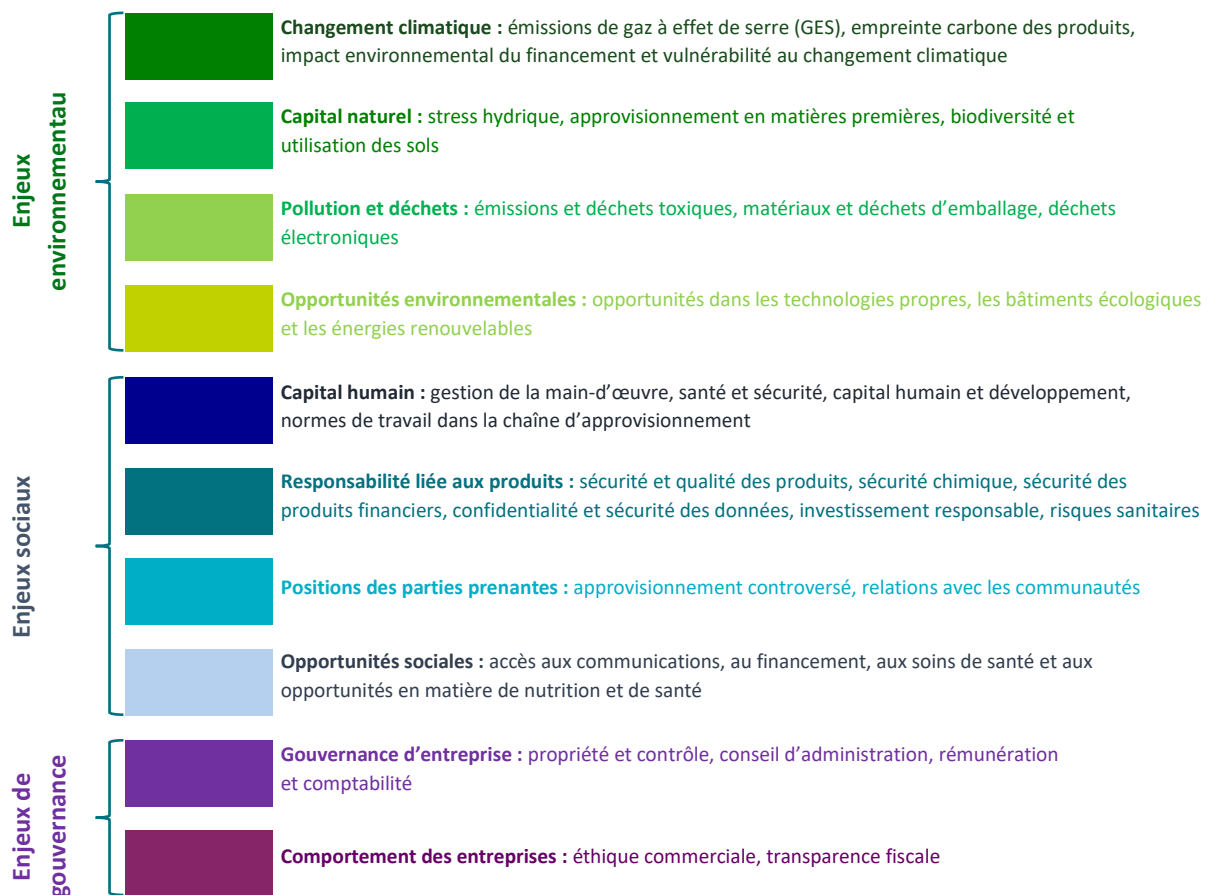 Enjeux
environnementau
Changement climatique : émissions de gaz à effet de serre (GES), empreinte carbone des produits,
impact environnemental du financement et vulnérabilité au changement climatique
Capital naturel : stress hydrique, approvisionnement en matières premières, biodiversité et
utilisation des sols
Pollution et déchets : émissions et déchets toxiques, matériaux et déchets d’emballage, déchets
électroniques
Opportunités environnementales : opportunités dans les technologies propres, les bâtiments écologiques
et les énergies renouvelables
Enjeux sociaux
Capital humain : gestion de la main-d’œuvre, santé et sécurité, capital humain et développement,
normes de travail dans la chaîne d’approvisionnement
Responsabilité liée aux produits : sécurité et qualité des produits, sécurité chimique, sécurité des
produits financiers, confidentialité et sécurité des données, investissement responsable, risques sanitaires
Positions des parties prenantes : approvisionnement controversé, relations avec les communautés
Opportunités sociales : accès aux communications, au financement, aux soins de santé et aux
opportunités en matière de nutrition et de santé
Enjeux de
gouvernance
Gouvernance d’entreprise : propriété et contrôle, conseil d’administration, rémunération
et comptabilité
Comportement des entreprises : éthique commerciale, transparence fiscale